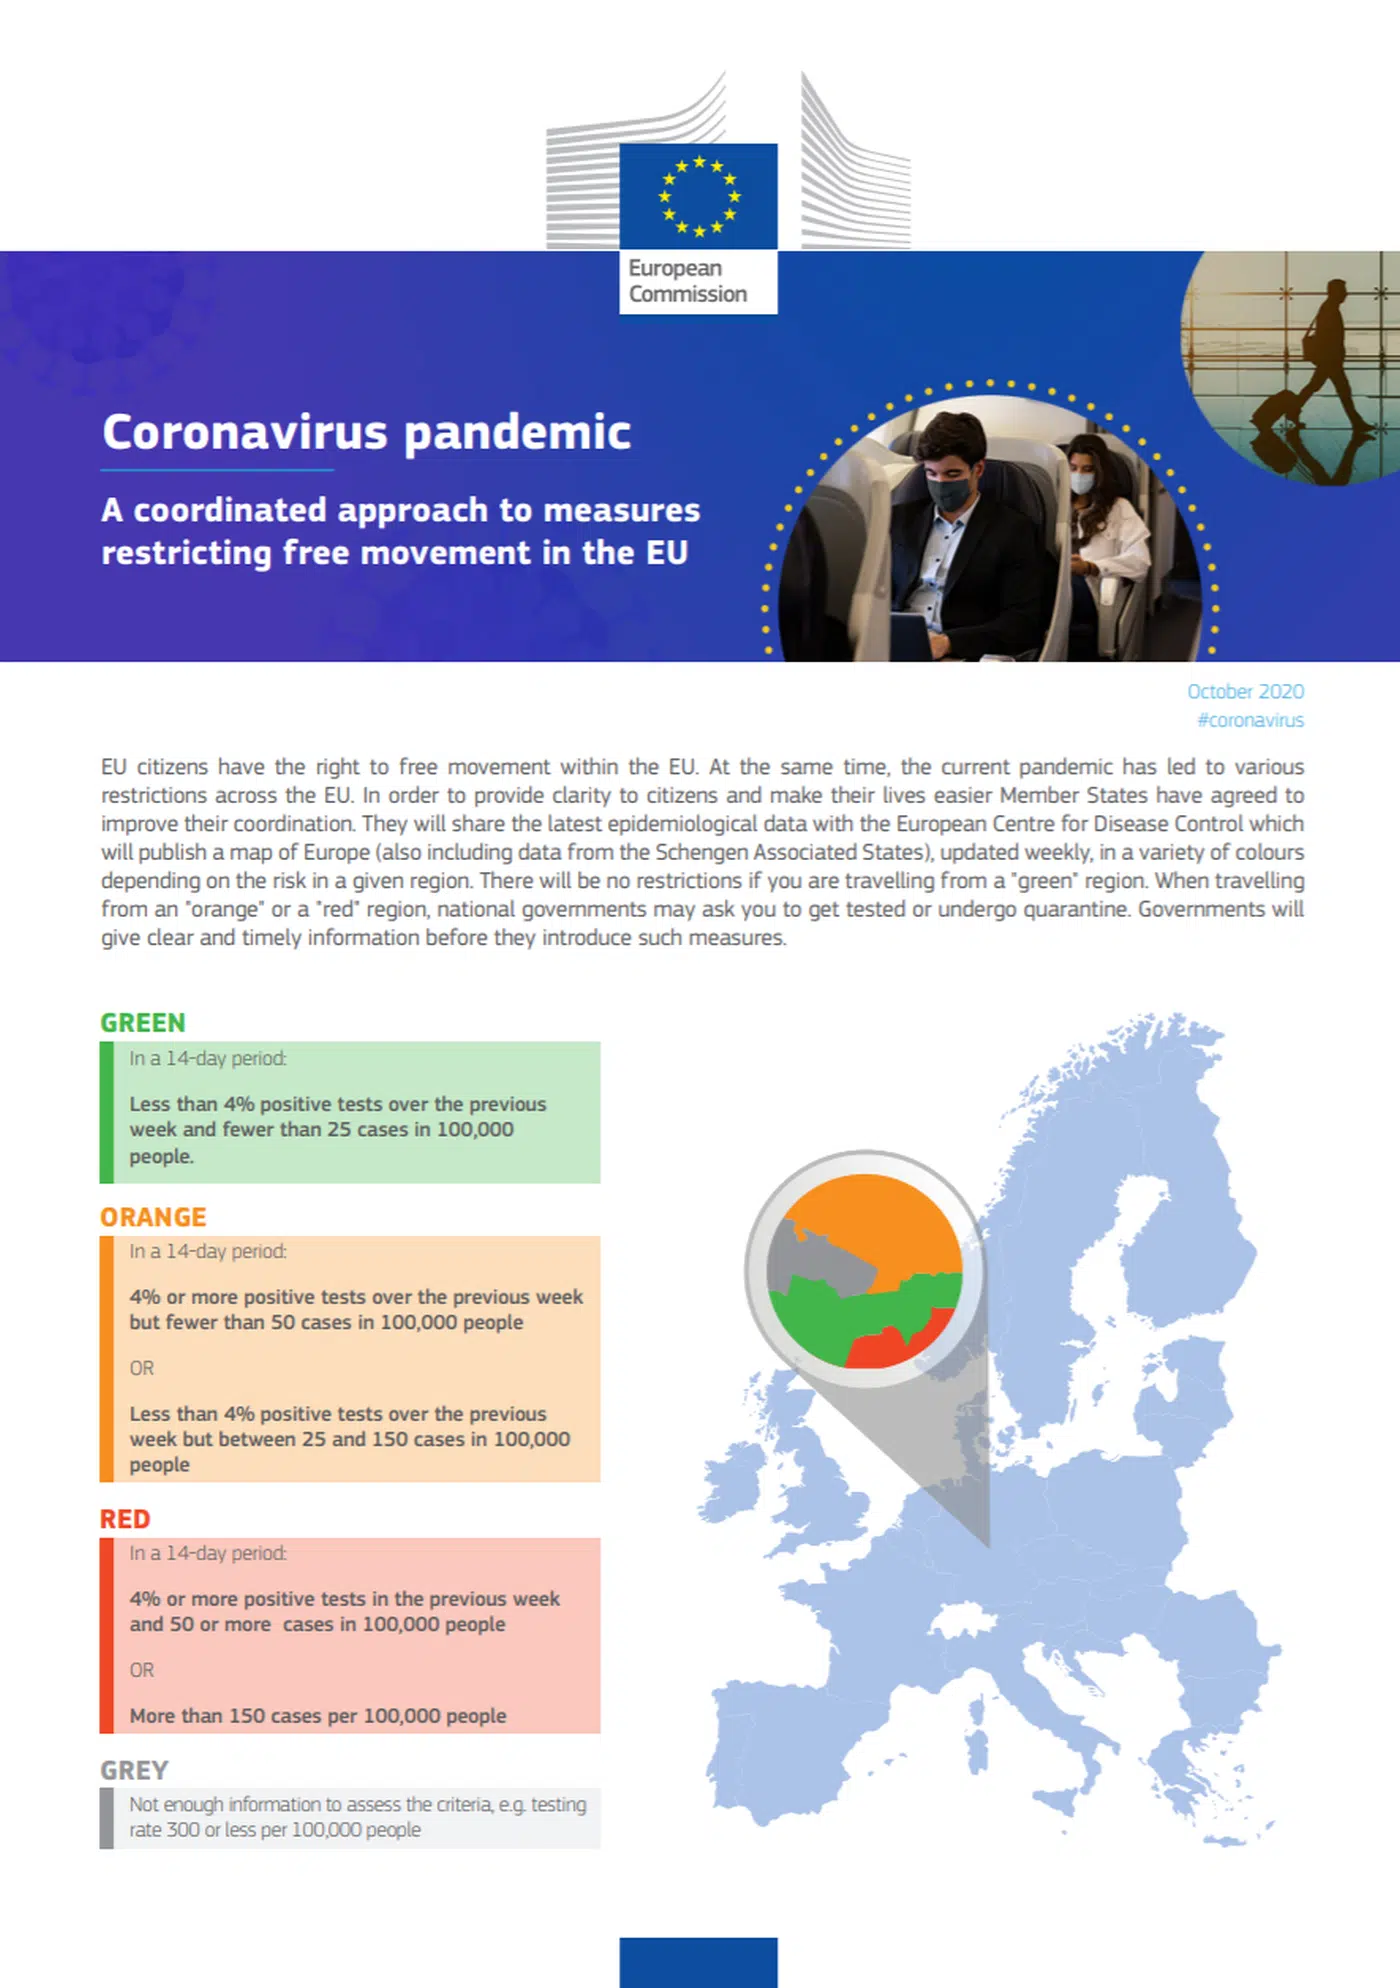 European
Commission
Coronavirus pandemic
A coordinated approach to measures
restricting free movement in the EU
October 2020
#coronavirus
EU citizens have the right to free movement within the EU. At the same time, the current pandemic has led to various
restrictions across the EU. In order to provide clarity to citizens and make their lives easier Member States have agreed to
improve their coordination. They will share the latest epidemiological data with the European Centre for Disease Control which
will publish a map of Europe (also including data from the Schengen Associated States), updated weekly, in a variety of colours
depending on the risk in a given region. There will be no restrictions if you are travelling from a "green" region. When travelling
from an "orange" or a "red" region, national governments may ask you to get tested or undergo quarantine. Governments will
give clear and timely information before they introduce such measures.
GREEN
In a 14-day period:
Less than 4% positive tests over the previous
week and fewer than 25 cases in 100,000
people.
ORANGE
In a 14-day period:
4% or more positive tests over the previous week
but fewer than 50 cases in 100,000 people
OR
Less than 4% positive tests over the previous
week but between 25 and 150 cases in 100,000
people
RED
In a 14-day period:
4% or more positive tests in the previous week
and 50 or more  cases in 100,000 people
OR
More than 150 cases per 100,000 people
GREY
Not enough information to assess the criteria, e.g. testing
rate 300 or less per 100,000 people